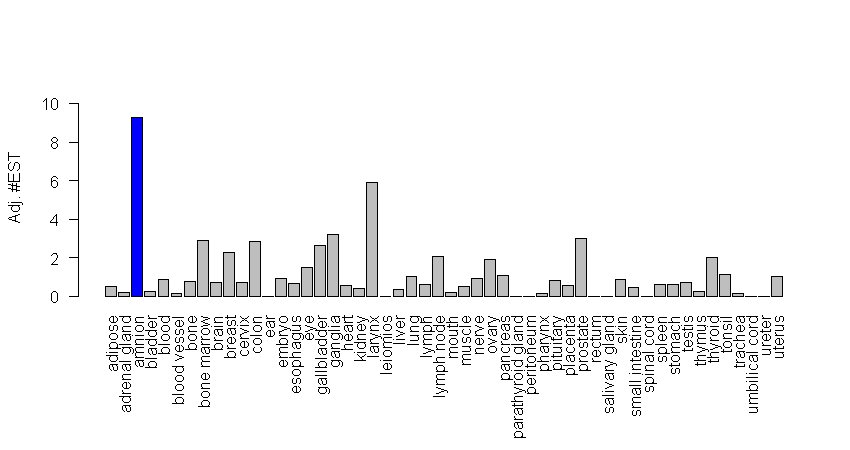 Adj. #EST
10
8
6
4
2
0
adipose
adrenal gland
amnion
bladder
blood
blood vessel
bone
bone marrow
brain
breast
cervix
colon
ear
embryo
esophagus
eye
gallbladder
ganglia
heart
kidney
larynx
leiomios
liver
lung
lymph
lymph node
mouth
muscle
nerve
ovary
pancreas
parathyroid gland
peritoneum
pharynx
pituitary
placenta
prostate
rectum
salivary gland
skin
small intestine
spinal cord
spleen
stomach
testis
thymus
thyroid
tonsil
trachea
umbilical cord
ureter
uterus